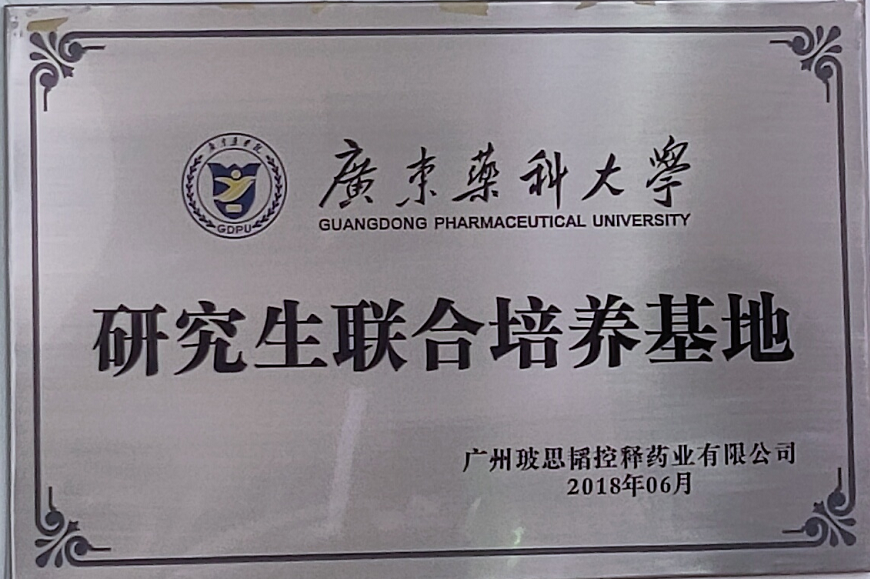 廣东藥科大學
GUANGDONG PHARMACEUTICAL UNIVERSITY
GDPU
研究生联合培养基地
广州玻思韬控释药业有限公司
2018年06月